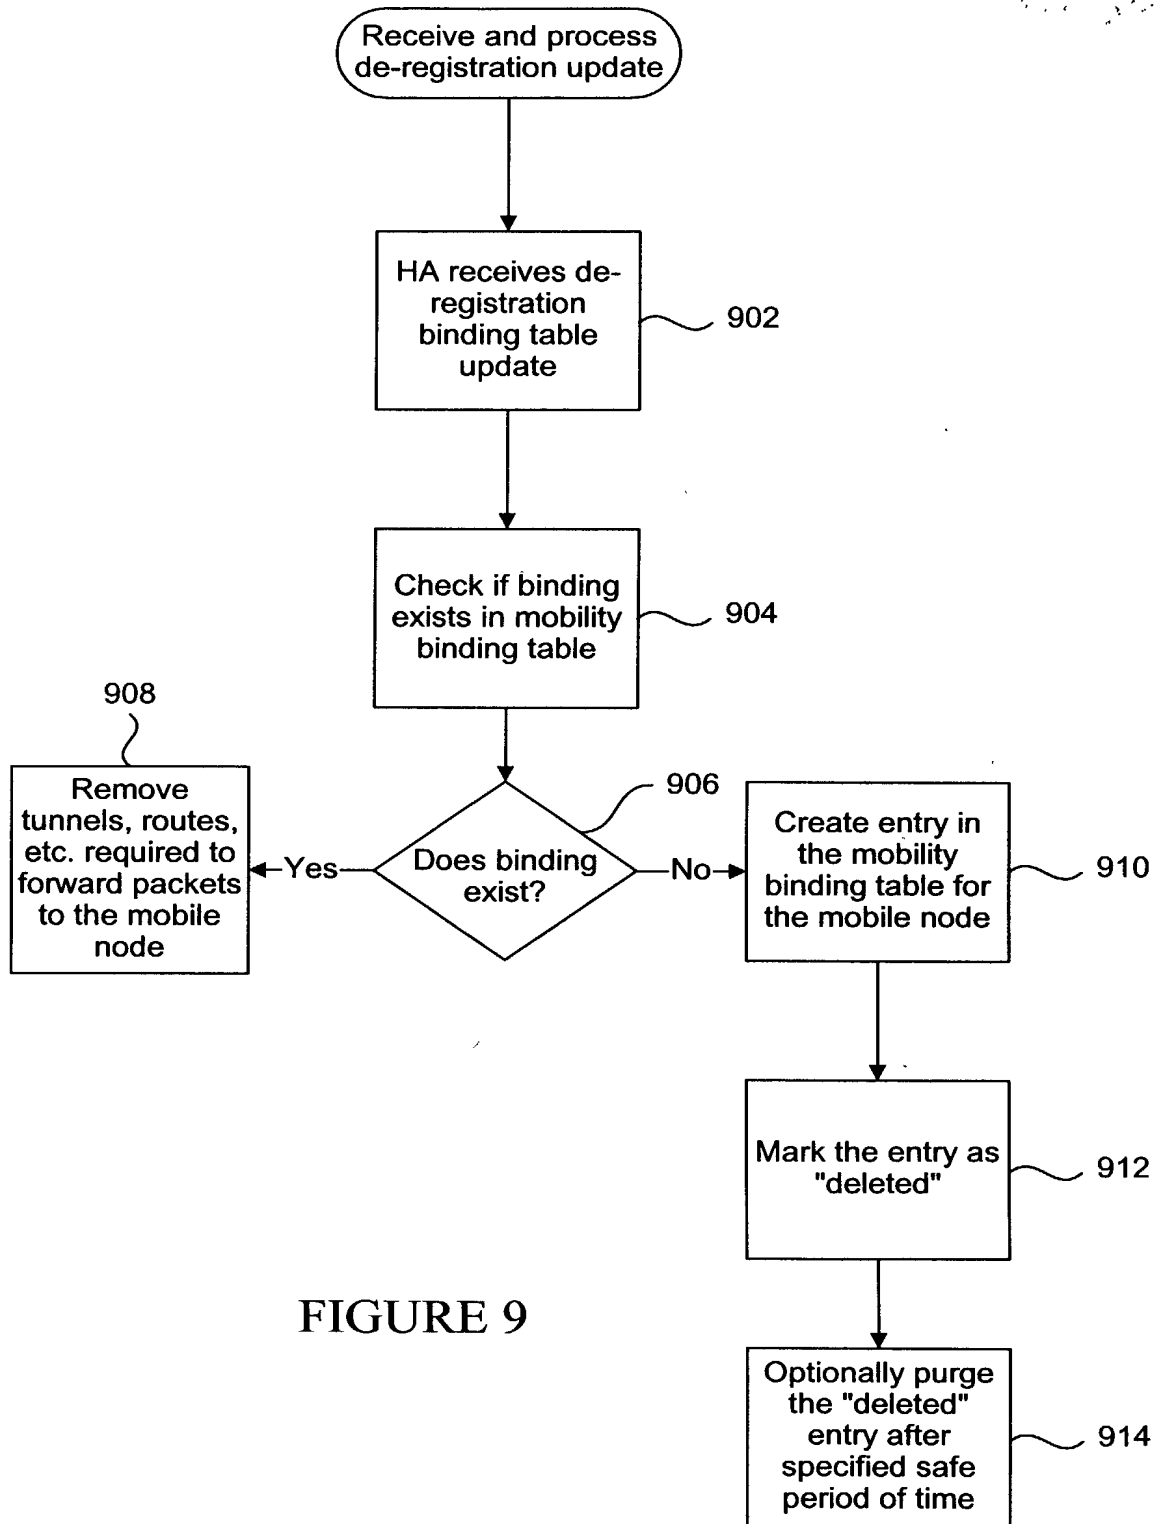 Receive and process
de-registration update
HA receives de-
registration
binding table
update
902
Check if binding
exists in mobility
binding table
904
908
Remove
tunnels, routes,
etc. required to
forward packets
to the mobile
node
Yes
Does binding
exist?
906
No
Create entry in
the mobility
binding table for
the mobile node
910
Mark the entry as
"deleted"
912
FIGURE 9
Optionally purge
the "deleted"
entry after
specified safe
period of time
914